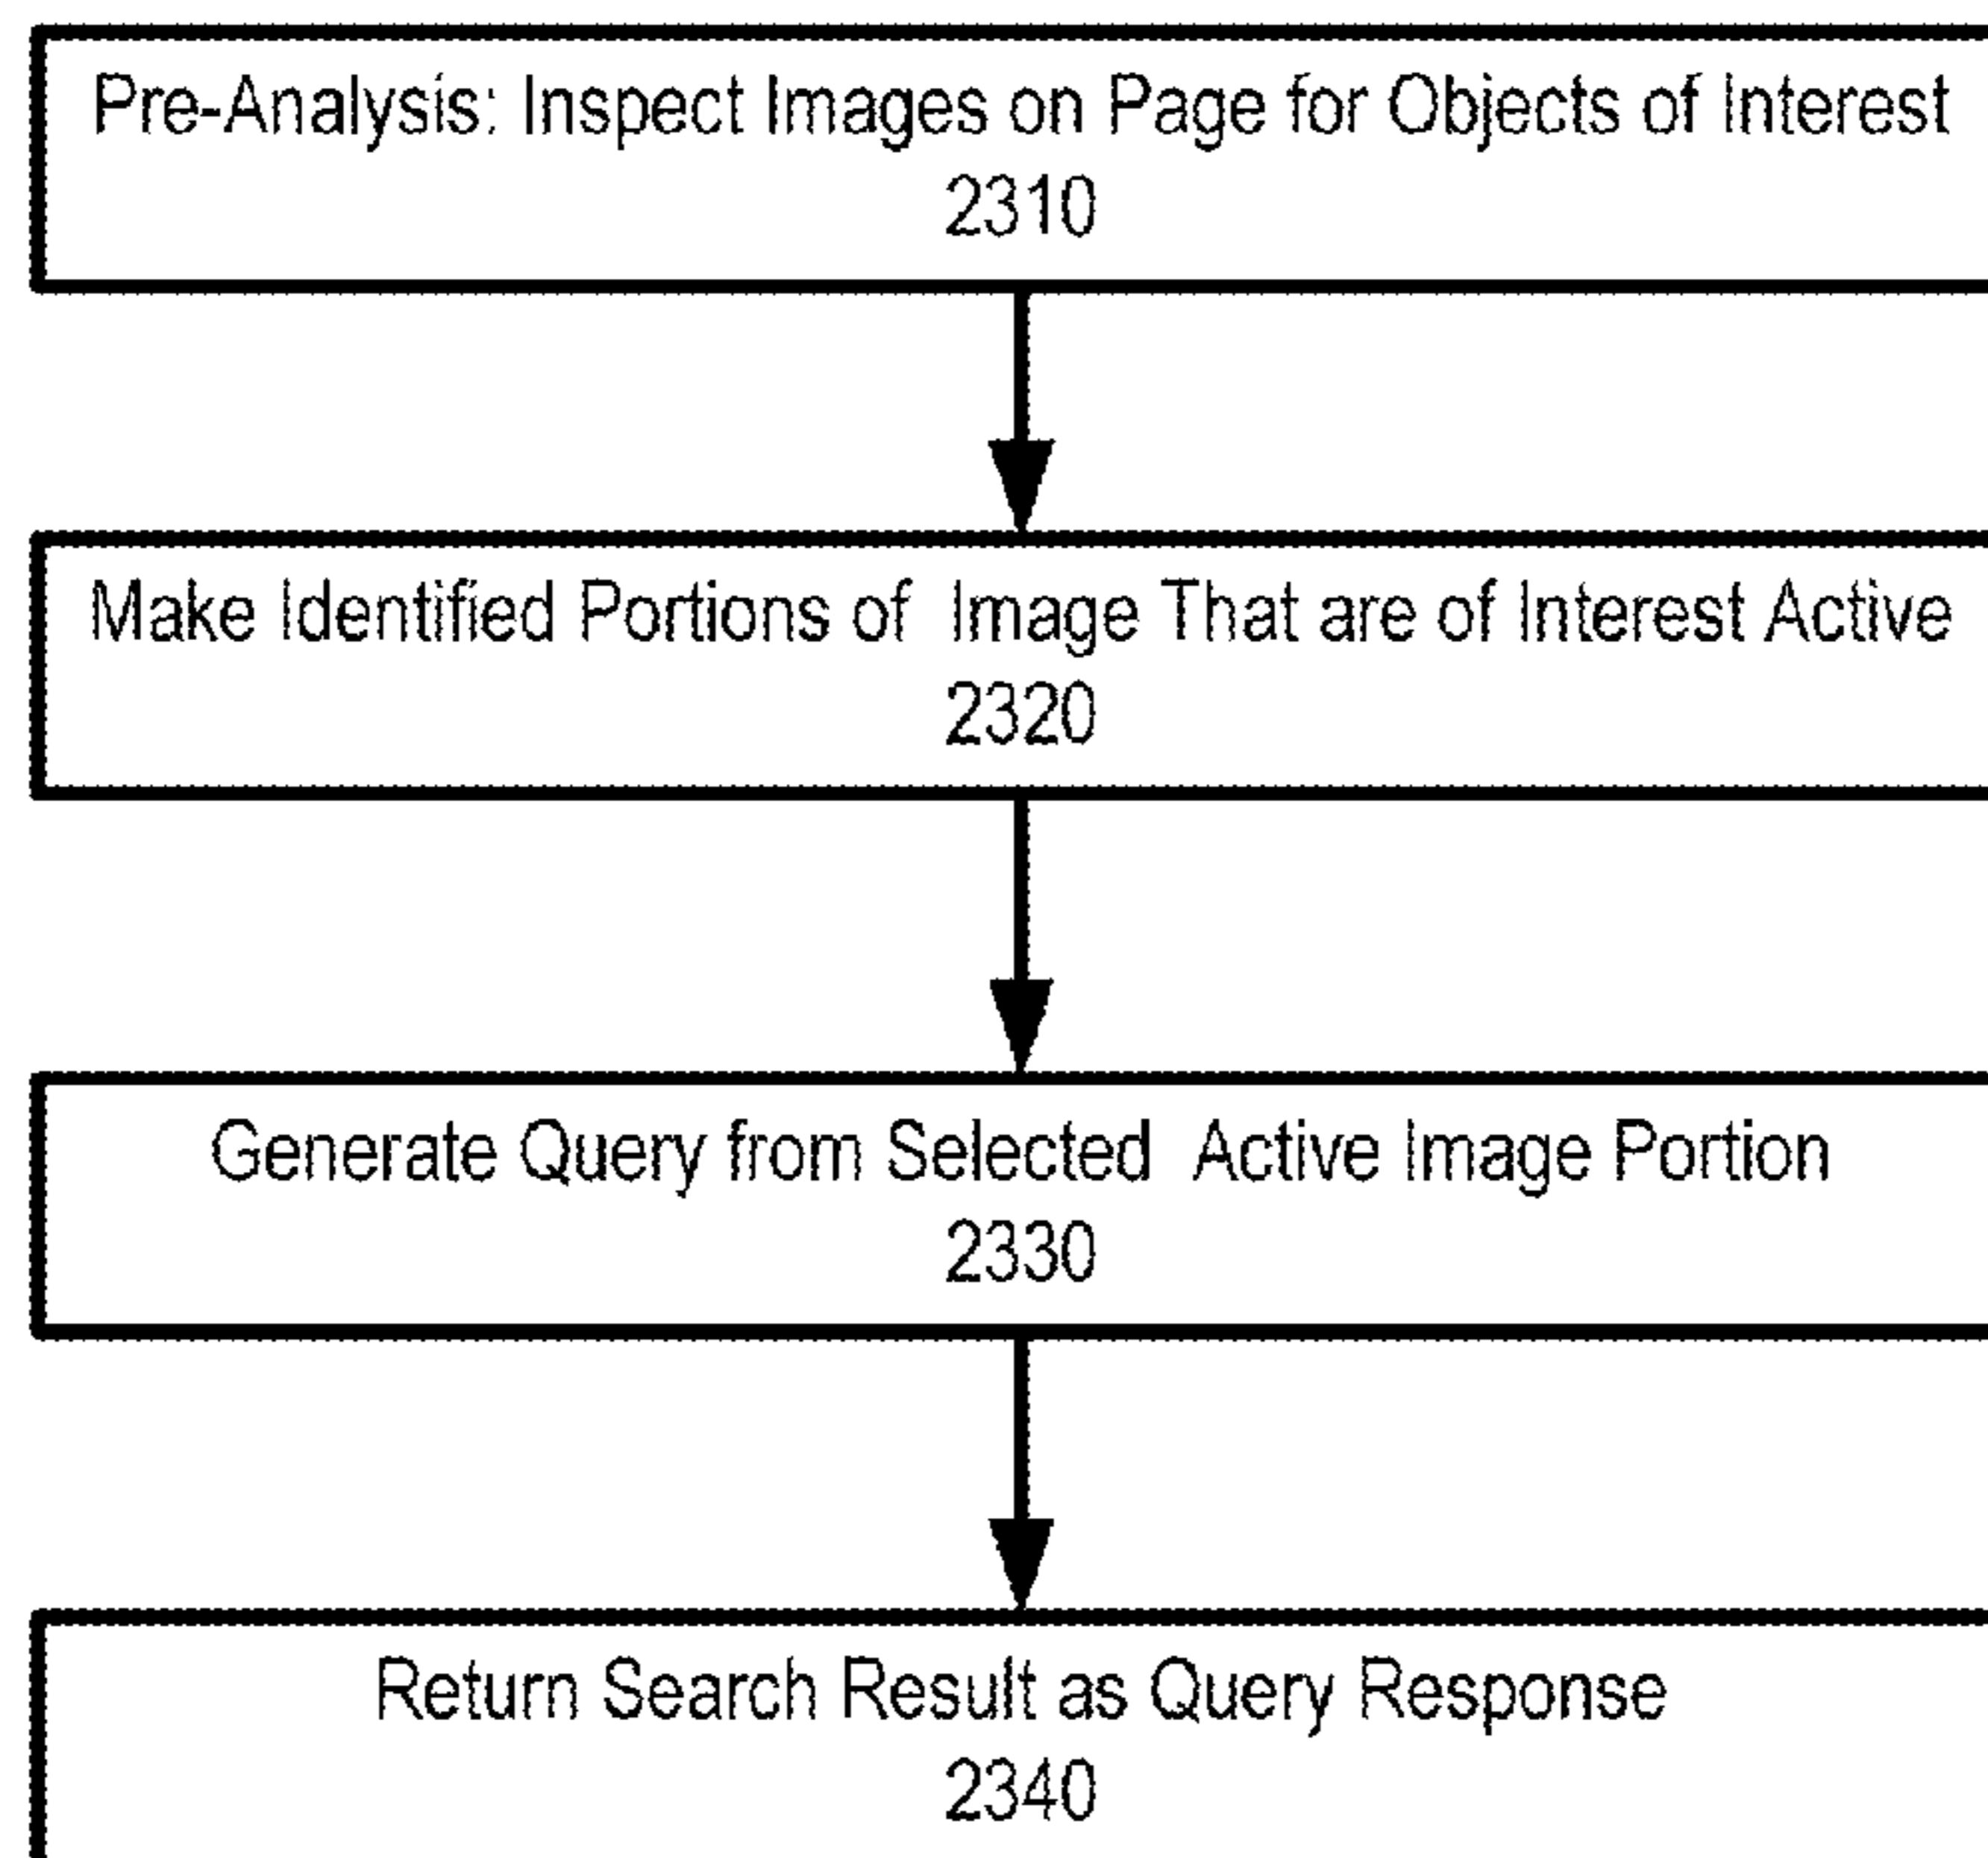 Pre-Analysis: Inspect Images on Page for Objects of Interest
2310
Make Identified Portions of Image That are of Interest Active
2320
Generate Query from Selected Active Image Portion
2330
Return Search Result as Query Response
2340